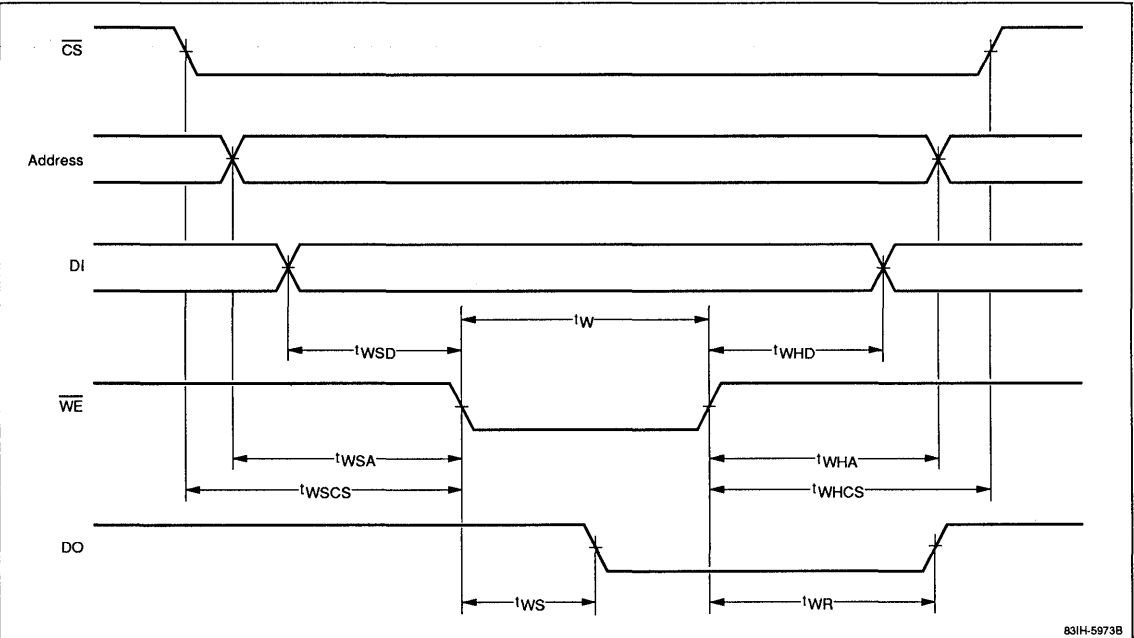 CS
Address
DI
tW
tWSD
tWHD
WE
tWSA
tWHA
tWSCS
tWHCS
DO
tWS
tWR
83IH-5973B